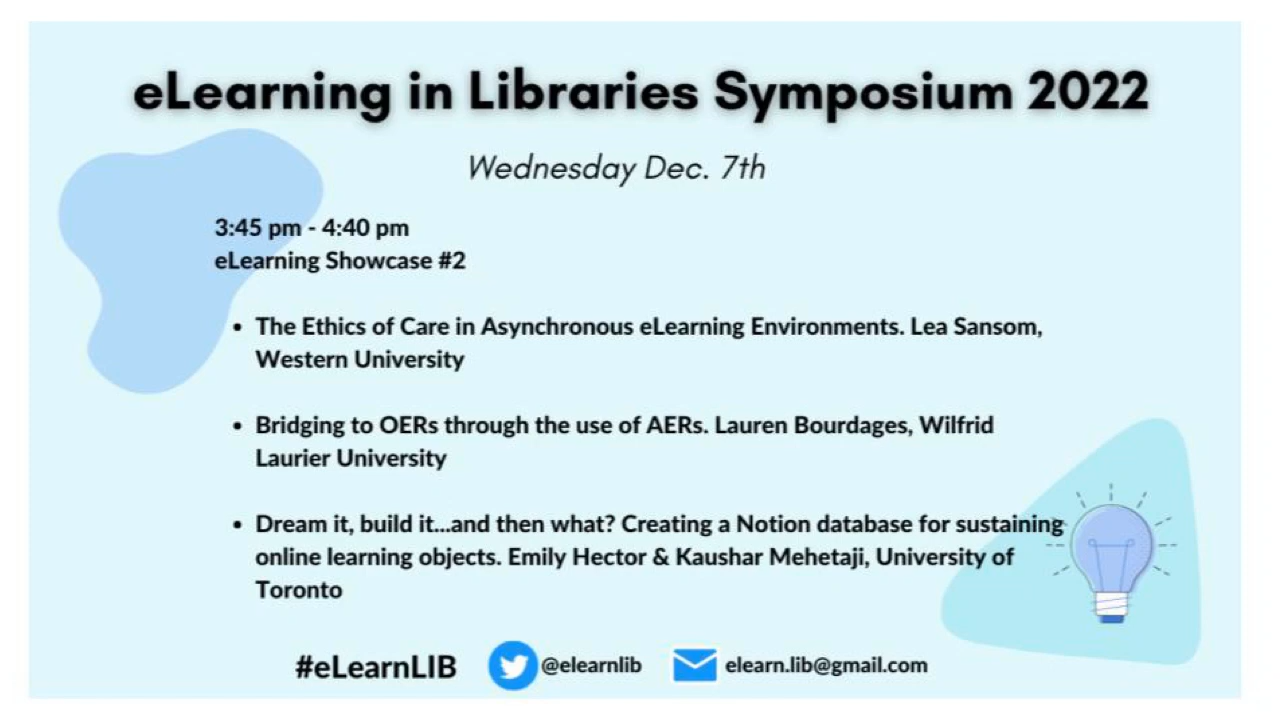 eLearning in Libraries Symposium 2022
Wednesday Dec. 7th
3:45 pm - 4:40 pm
eLearning Showcase #2
• The Ethics of Care in Asynchronous eLearning Environments. Lea Sansom,
Western University
• Bridging to OERs through the use of AERs. Lauren Bourdages, Wilfrid
Laurier University
• Dream it, build it...and then what? Creating a Notion database for sustaining
online learning objects. Emily Hector & Kaushar Mehetaji, University of
Toronto
#eLearnLIB @elearnlib elearn.lib@gmail.com